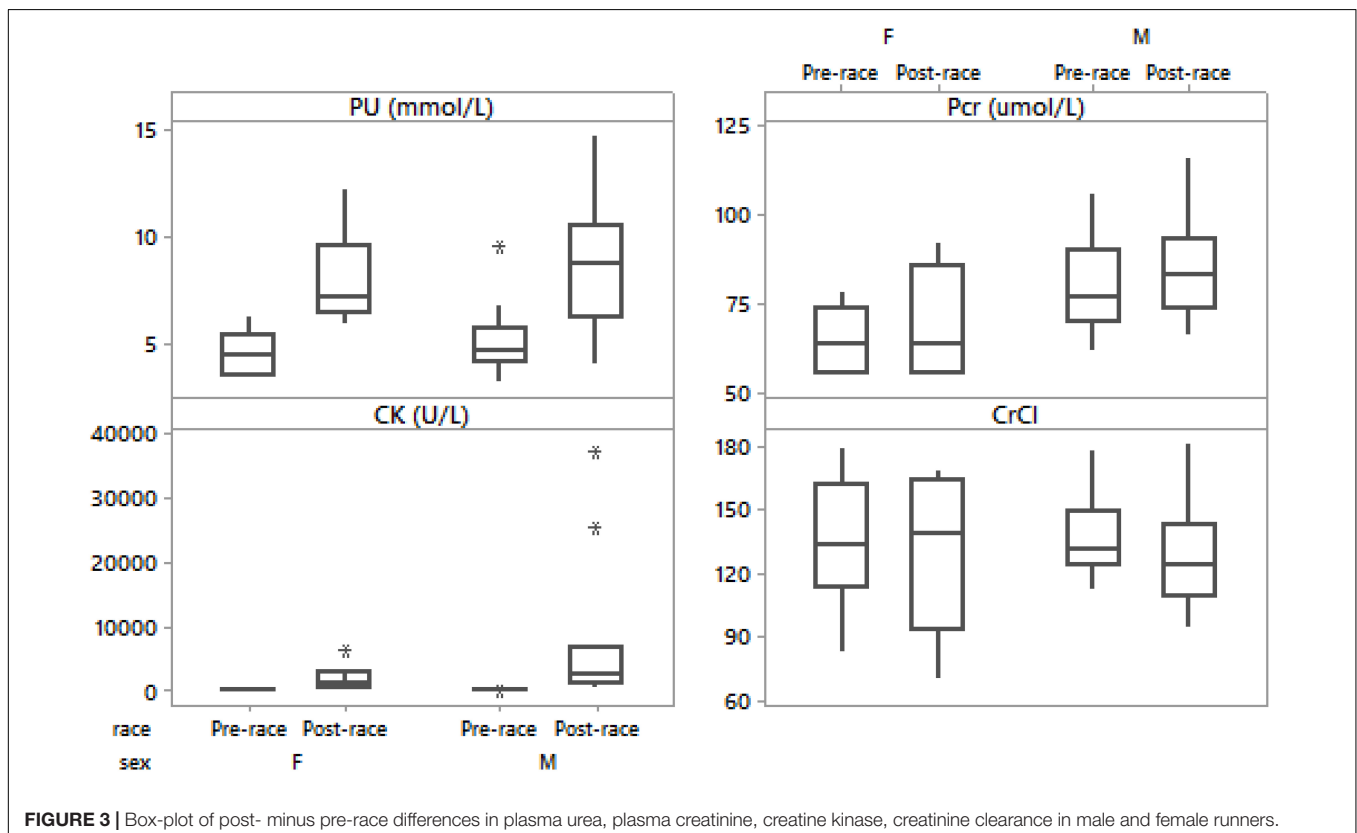 F M
Pre-race Post-race Pre-race Post-race
PU (mmol/L) Pcr (umol/L)
15
10
5
125
100
75
50
CK (U/L) CrCl
40000
30000
20000
10000
0
180
150
120
90
60
race Pre-race Post-race Pre-race Post-race
sex F M
FIGURE 3 | Box-plot of post- minus pre-race differences in plasma urea, plasma creatinine, creatine kinase, creatinine clearance in male and female runners.